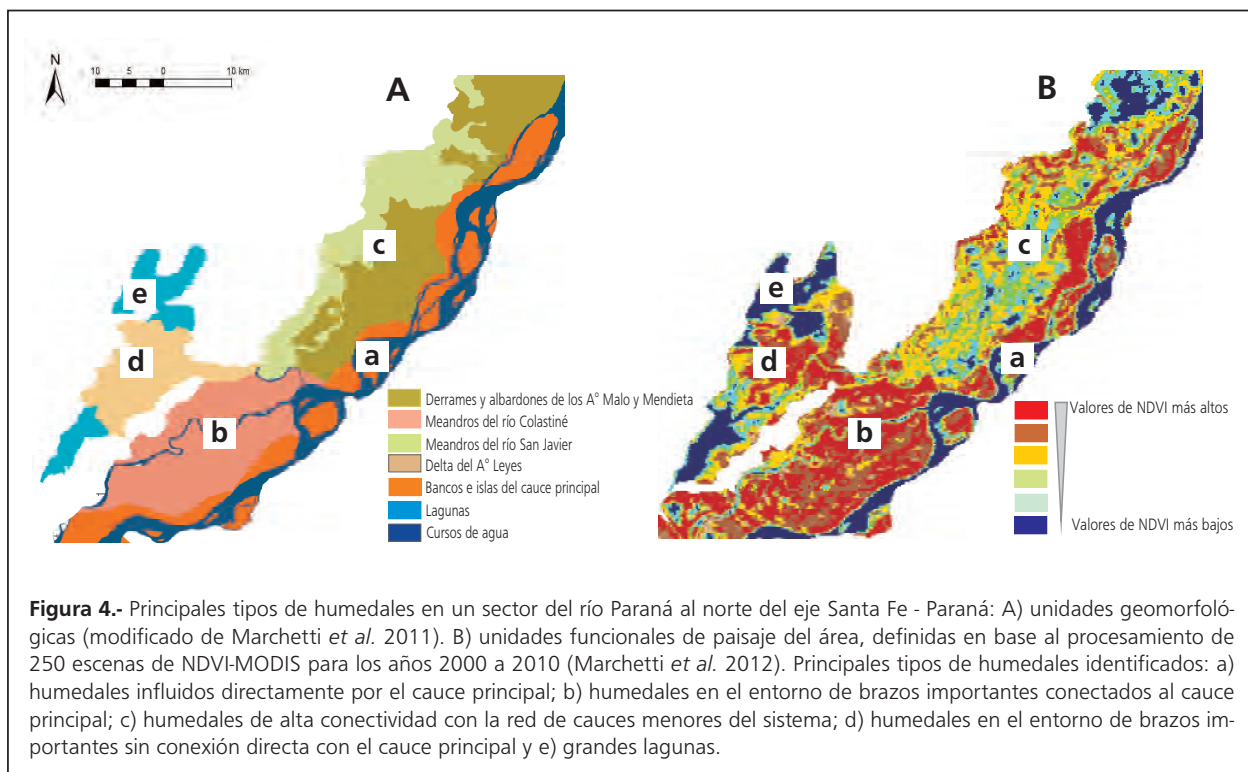 N
10 5 0 10 km
A
B
c
c
e
e
d
d
a
a
b
b
Derrames y albardones de los A° Malo y Mendieta
Meandros del río Colastiné
Meandros del río San Javier
Delta del A° Leyes
Bancos e islas del cauce principal
Lagunas
Cursos de agua
Valores de NDVI más altos
Valores de NDVI más bajos
Figura 4.- Principales tipos de humedales en un sector del río Paraná al norte del eje Santa Fe - Paraná: A) unidades geomorfoló-
gicas (modificado de Marchetti et al. 2011). B) unidades funcionales de paisaje del área, definidas en base al procesamiento de
250 escenas de NDVI-MODIS para los años 2000 a 2010 (Marchetti et al. 2012). Principales tipos de humedales identificados: a)
humedales influidos directamente por el cauce principal; b) humedales en el entorno de brazos importantes conectados al cauce
principal; c) humedales de alta conectividad con la red de cauces menores del sistema; d) humedales en el entorno de brazos im-
portantes sin conexión directa con el cauce principal y e) grandes lagunas.